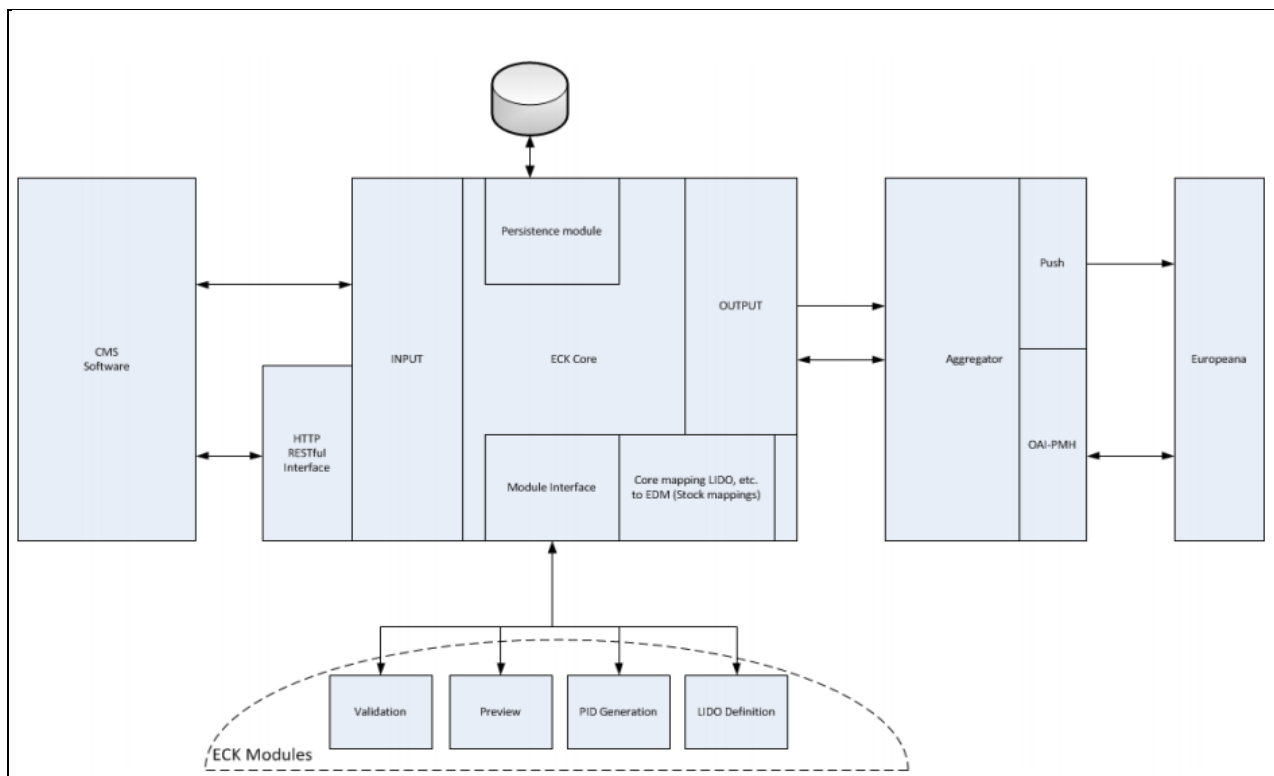 Persistence module
Push
OUTPUT
CMS
Software
INPUT
ECK Core
Aggregator
Europeana
HTTP
RESTful
Interface
OAI-PMH
Module Interface
Core mapping LIDO, etc.
to EDM (Stock mappings)
Validation
Preview
PID Generation
LIDO Definition
ECK Modules